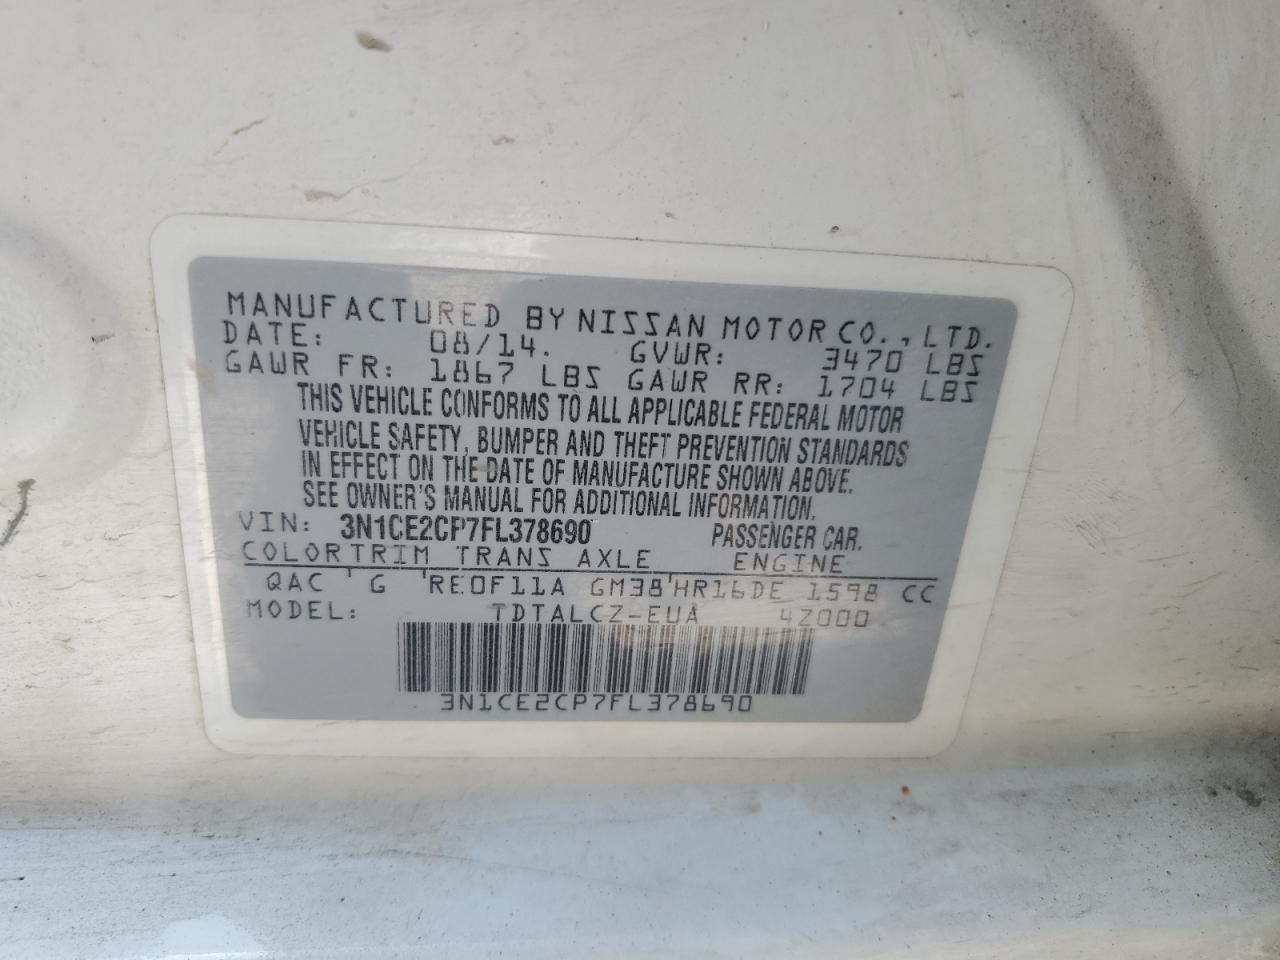 MANUFACTURED BY NISSAN MOTOR CO., LTD.
DATE: 08/14. GVWR: 3470 LBS
GAWR FR: 1867 LBS GAWR RR: 1704 LBS
THIS VEHICLE CONFORMS TO ALL APPLICABLE FEDERAL MOTOR
VEHICLE SAFETY, BUMPER AND THEFT PREVENTION STANDARDS
IN EFFECT ON THE DATE OF MANUFACTURE SHOWN ABOVE.
SEE OWNER'S MANUAL FOR ADDITIONAL INFORMATION.
VIN: 3N1CE2CP7FL378690 PASSENGER CAR.
COLORTRIM TRANS AXLE ENGINE
QAC ' G ' RE0F11A GM38 ' HR16DE 1598 CC
MODEL: TDTALCZ-EUA 4Z000
3N1CE2CP7FL378690